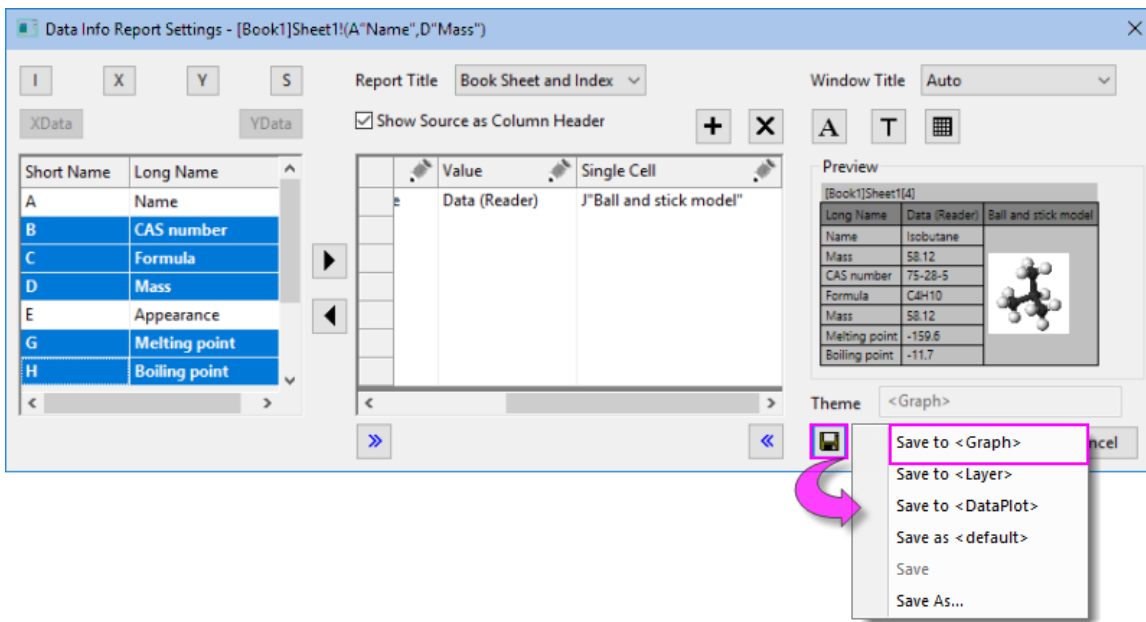 Data Info Report Settings - [Book1]Sheet1!(A"Name",D"Mass")
I X Y S
XData YData
Short Name Long Name
A Name
B CAS number
C Formula
D Mass
E Appearance
G Melting point
H Boiling point
Report Title Book Sheet and Index
Show Source as Column Header
Value Single Cell
e Data (Reader) J"Ball and stick model"
Window Title Auto
A T
Preview
[Book1]Sheet1[4]
Long Name Data (Reader) Ball and stick model
Name Isobutane
Mass 58.12
CAS number 75-28-5
Formula C4H10
Mass 58.12
Melting point -159.6
Boiling point -11.7
Theme <Graph>
ncel
Save to <Graph>
Save to <Layer>
Save to <DataPlot>
Save as <default>
Save
Save As...